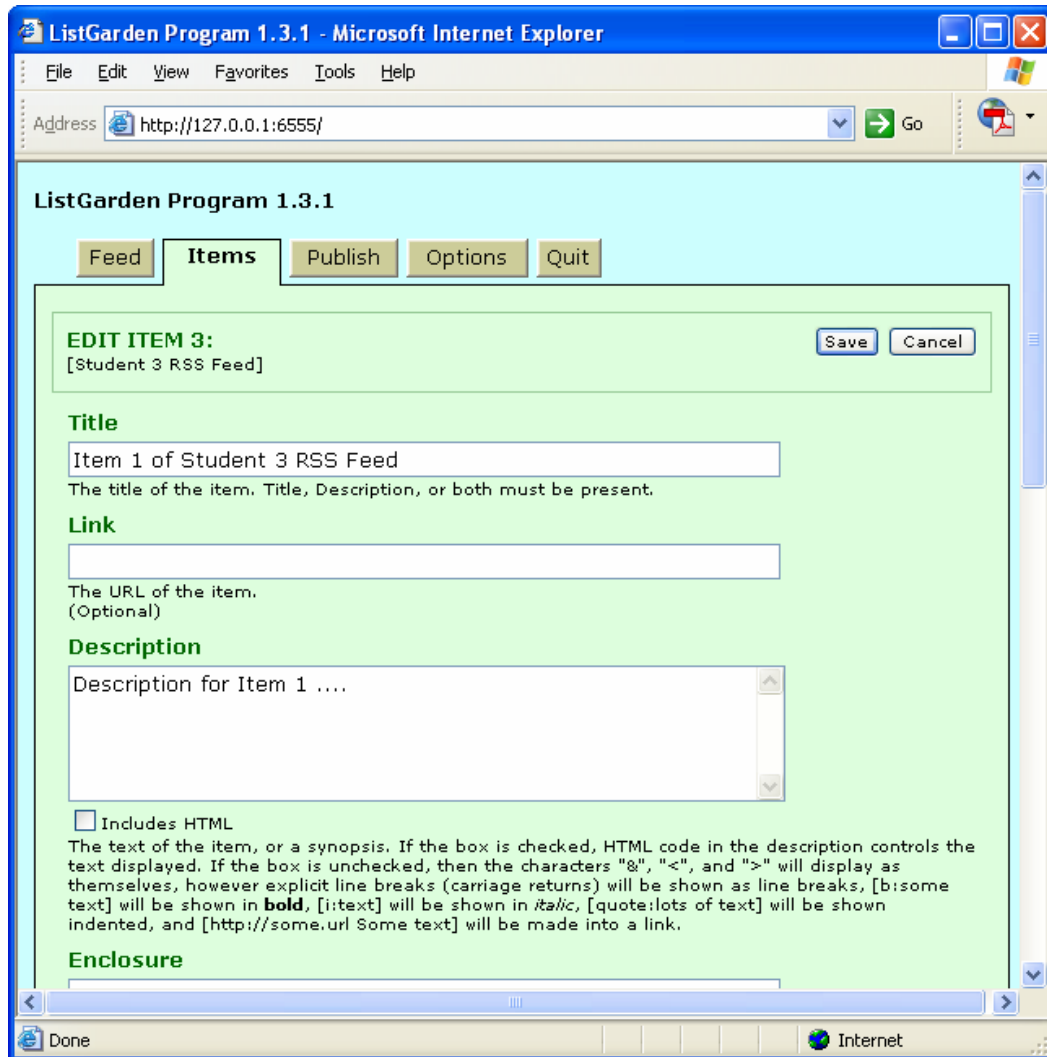 ListGarden Program 1.3.1 - Microsoft Internet Explorer
File Edit View Favorites Tools Help
Address http://127.0.0.1:6555/ Go
ListGarden Program 1.3.1
Feed Items Publish Options Quit
EDIT ITEM 3: Save Cancel
[Student 3 RSS Feed]
Title
Item 1 of Student 3 RSS Feed
The title of the item. Title, Description, or both must be present.
Link
The URL of the item.
(Optional)
Description
Description for Item 1 ....
Includes HTML
The text of the item, or a synopsis. If the box is checked, HTML code in the description controls the
text displayed. If the box is unchecked, then the characters "&", "<", and ">" will display as
themselves, however explicit line breaks (carriage returns) will be shown as line breaks, [b:some
text] will be shown in bold, [i:text] will be shown in italic, [quote:lots of text] will be shown
indented, and [http://some.url Some text] will be made into a link.
Enclosure
Done Internet